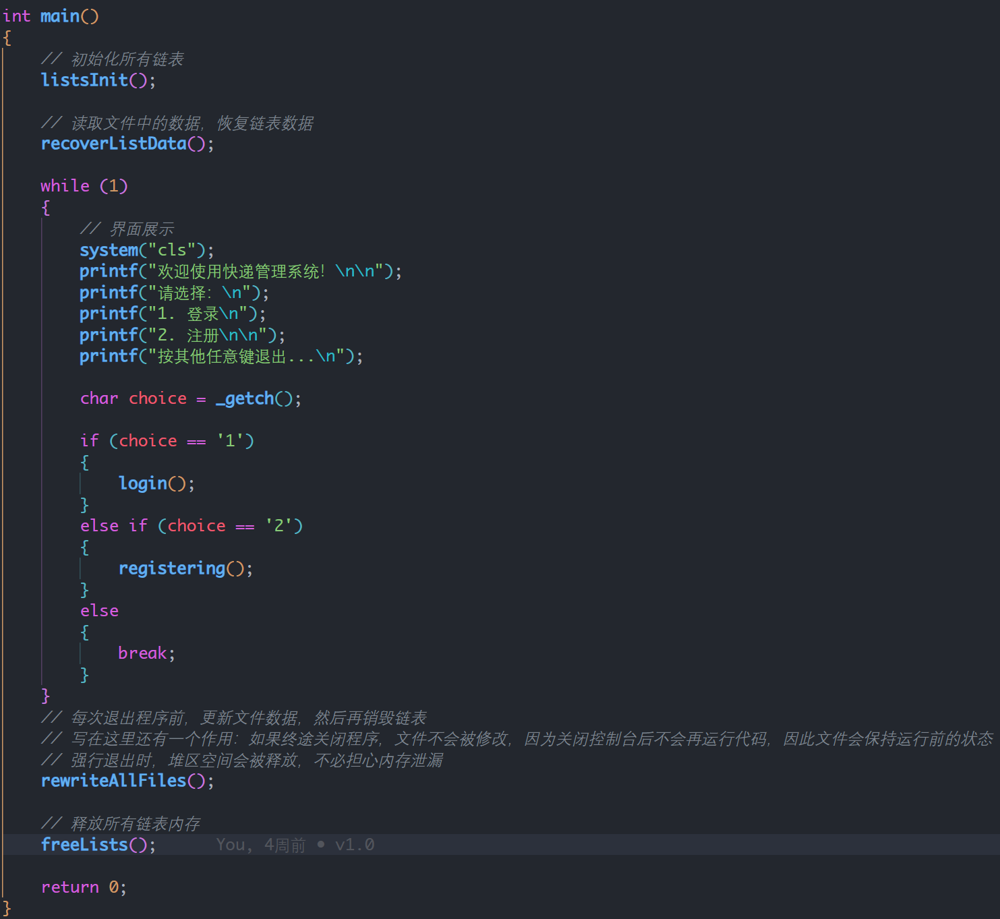 int main()
{
    // 初始化所有链表
    listsInit();

    // 读取文件中的数据，恢复链表数据
    recoverListData();

    while (1)
    {
        // 界面展示
        system("cls");
        printf("欢迎使用快递管理系统！\n\n");
        printf("请选择：\n");
        printf("1. 登录\n");
        printf("2. 注册\n\n");
        printf("按其他任意键退出...\n");

        char choice = _getch();

        if (choice == '1')
        {
            login();
        }
        else if (choice == '2')
        {
            registering();
        }
        else
        {
            break;
        }
    }
    // 每次退出程序前，更新文件数据，然后再销毁链表
    // 写在这里还有一个作用：如果终途关闭程序，文件不会被修改，因为关闭控制台后不会再运行代码，因此文件会保持运行前的状态
    // 强行退出时，堆区空间会被释放，不必担心内存泄漏
    rewriteAllFiles();

    // 释放所有链表内存
    freeLists();      You, 4周前 • v1.0

    return 0;
}